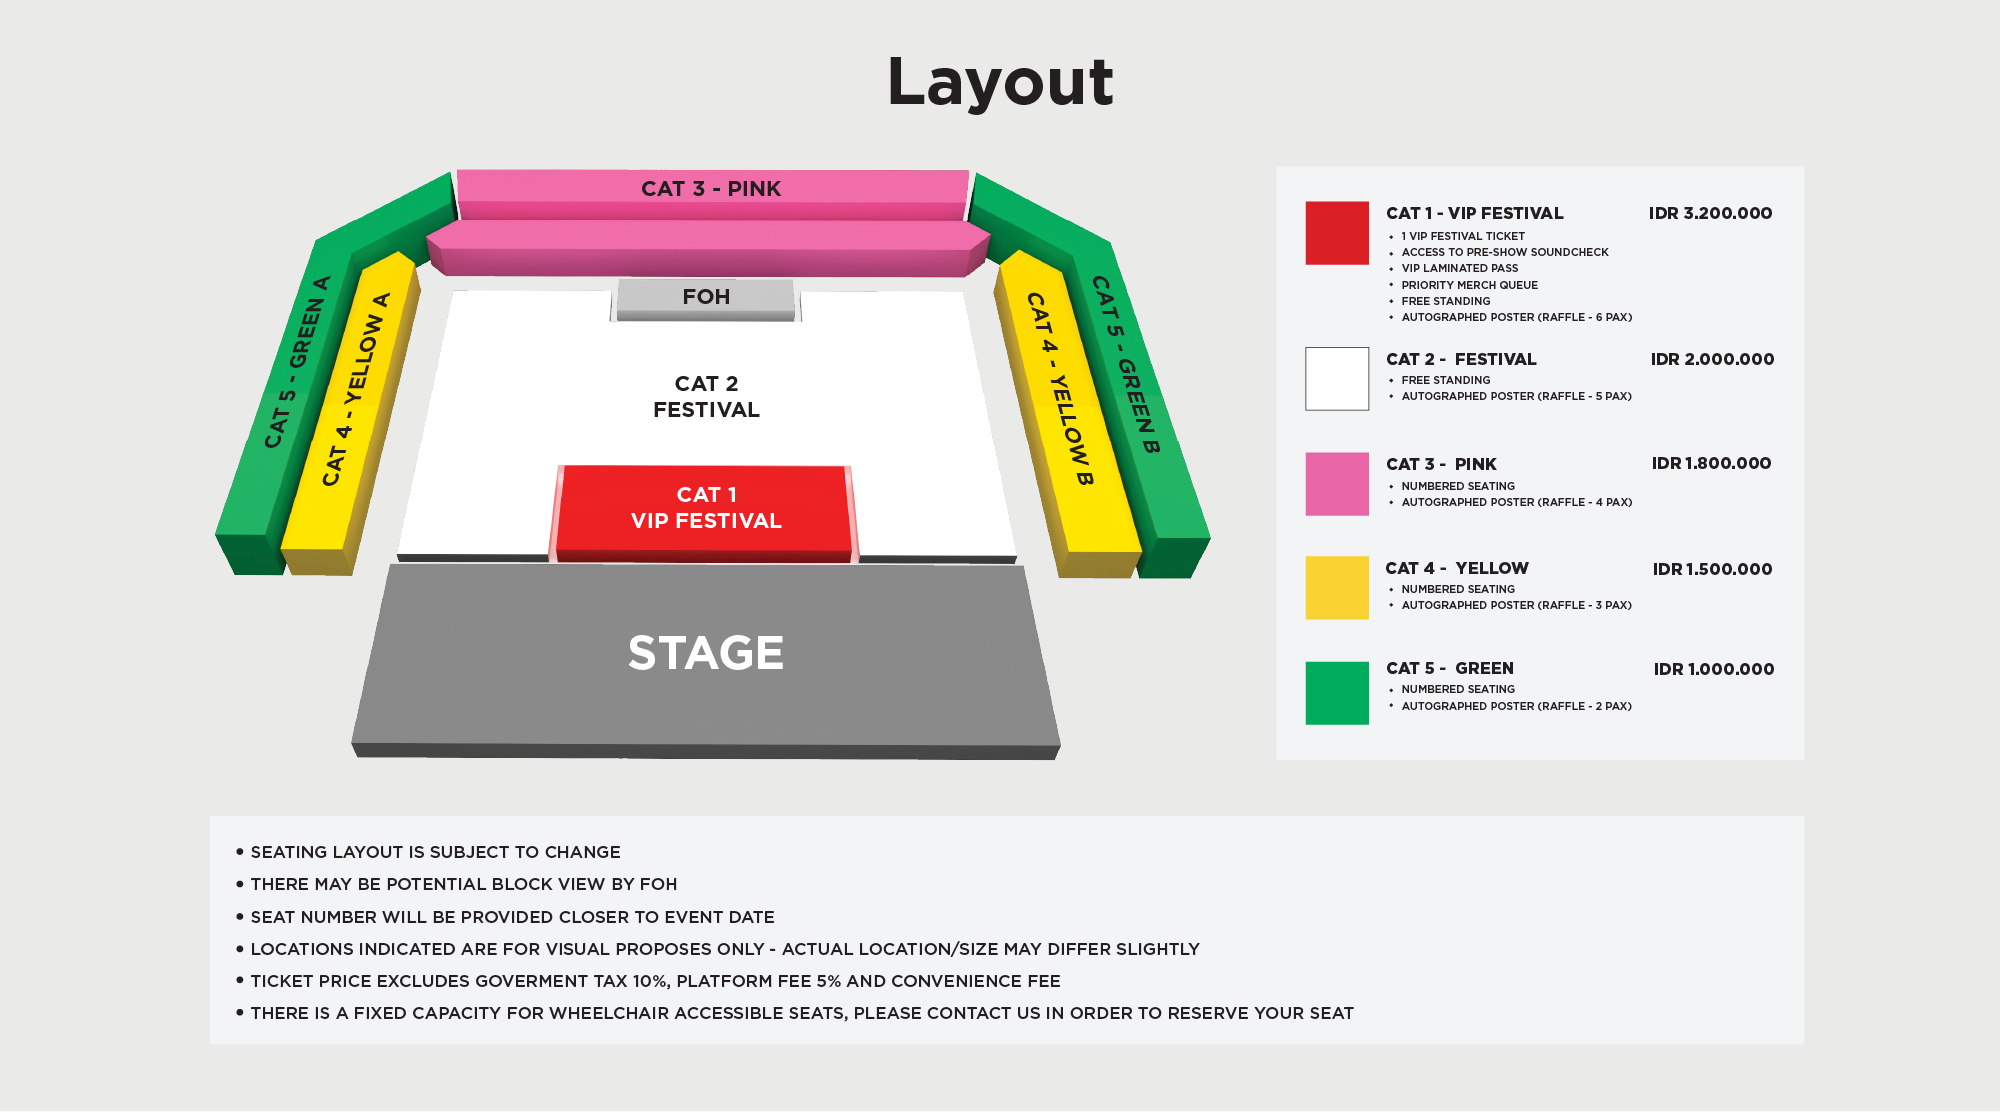 Layout
CAT 3 - PINK
FOH
CAT 5 - GREEN A
CAT 4 - YELLOW A
CAT 4 - YELLOW B
CAT 5 - GREEN B
CAT 2
FESTIVAL
CAT 1
VIP FESTIVAL
STAGE
CAT 1 - VIP FESTIVAL IDR 3.200.000
• 1 VIP FESTIVAL TICKET
• ACCESS TO PRE-SHOW SOUNDCHECK
• VIP LAMINATED PASS
• PRIORITY MERCH QUEUE
• FREE STANDING
• AUTOGRAPHED POSTER (RAFFLE - 6 PAX)
CAT 2 - FESTIVAL IDR 2.000.000
• FREE STANDING
• AUTOGRAPHED POSTER (RAFFLE - 5 PAX)
CAT 3 - PINK IDR 1.800.000
• NUMBERED SEATING
• AUTOGRAPHED POSTER (RAFFLE - 4 PAX)
CAT 4 - YELLOW IDR 1.500.000
• NUMBERED SEATING
• AUTOGRAPHED POSTER (RAFFLE - 3 PAX)
CAT 5 - GREEN IDR 1.000.000
• NUMBERED SEATING
• AUTOGRAPHED POSTER (RAFFLE - 2 PAX)
• SEATING LAYOUT IS SUBJECT TO CHANGE
• THERE MAY BE POTENTIAL BLOCK VIEW BY FOH
• SEAT NUMBER WILL BE PROVIDED CLOSER TO EVENT DATE
• LOCATIONS INDICATED ARE FOR VISUAL PROPOSES ONLY - ACTUAL LOCATION/SIZE MAY DIFFER SLIGHTLY
• TICKET PRICE EXCLUDES GOVERMENT TAX 10%, PLATFORM FEE 5% AND CONVENIENCE FEE
• THERE IS A FIXED CAPACITY FOR WHEELCHAIR ACCESSIBLE SEATS, PLEASE CONTACT US IN ORDER TO RESERVE YOUR SEAT